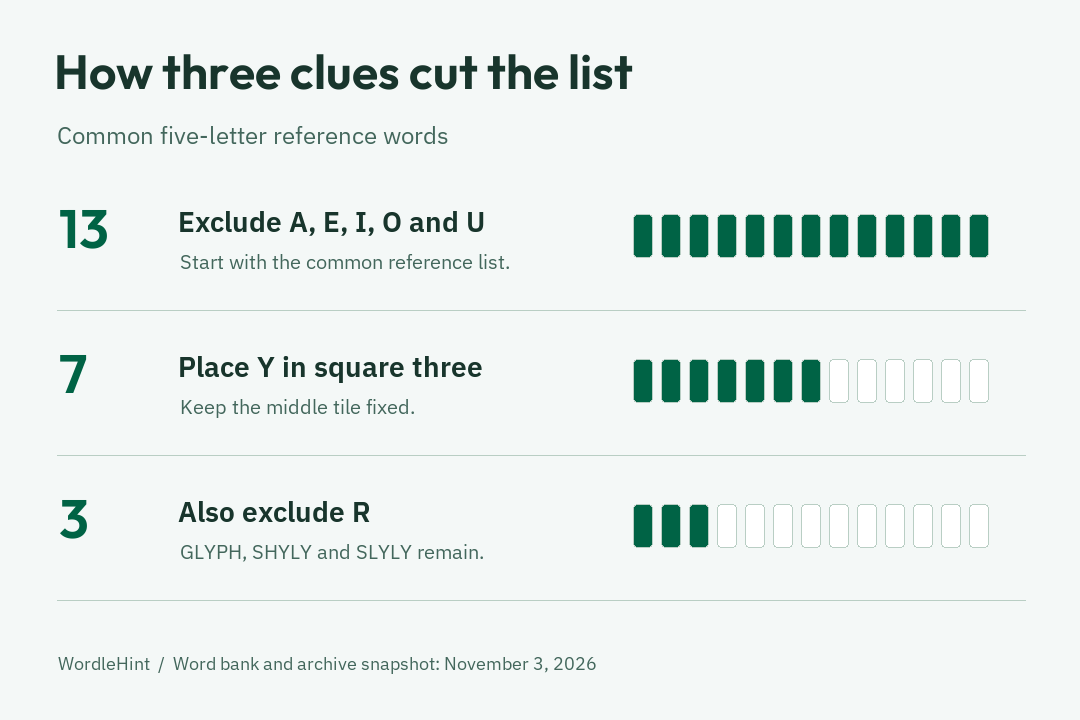 How three clues cut the list
Common five-letter reference words
13
Exclude A, E, I, O and U
Start with the common reference list.
7
Place Y in square three
Keep the middle tile fixed.
3
Also exclude R
GLYPH, SHYLY and SLYLY remain.
WordleHint / Word bank and archive snapshot: November 3, 2026